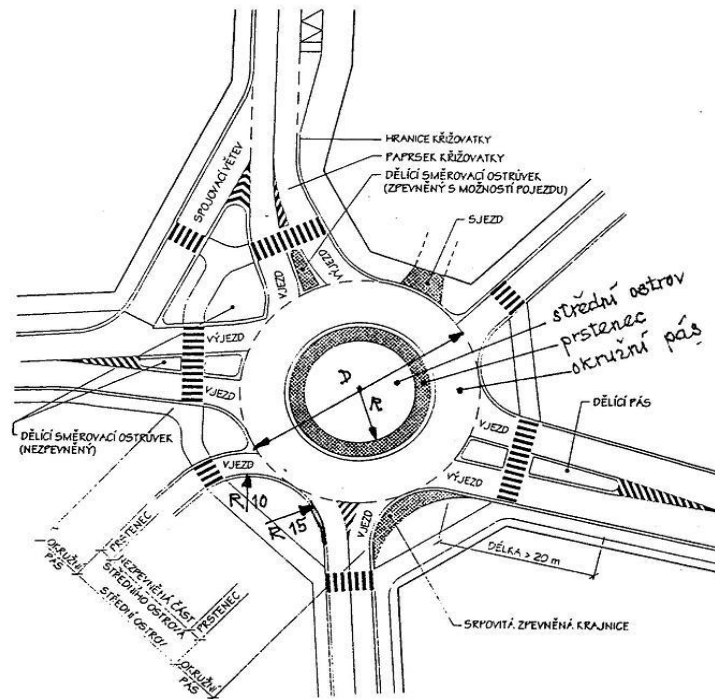 HRANICE KŘIŽOVATKY
PAPRSEK KŘIŽOVATKY
DĚLÍCÍ SMĚROVACÍ OSTRŮVEK
(ZPEVNĚNÝ S MOŽNOSTÍ POJEZDU)
SPOJOVACÍ VĚTEV
SJEZD
VJEZD
VÝJEZD
střední ostrov
prstenec
okružní pás
VÝJEZD
VJEZD
D
R
DĚLÍCÍ PÁS
VJEZD
VÝJEZD
DĚLÍCÍ SMĚROVACÍ OSTRŮVEK
(NEZPEVNĚNÝ)
VJEZD
R 10
R 15
VJEZD
DÉLKA > 20 m
SRPOVITÁ ZPEVNĚNÁ KRAJNICE
OKRUŽNÍ
PÁS
PRSTENEC
NEZPEVNĚNÁ ČÁST
STŘEDNÍHO OSTROVA
STŘEDNÍ OSTROV
PRSTENEC
OKRUŽNÍ
PÁS